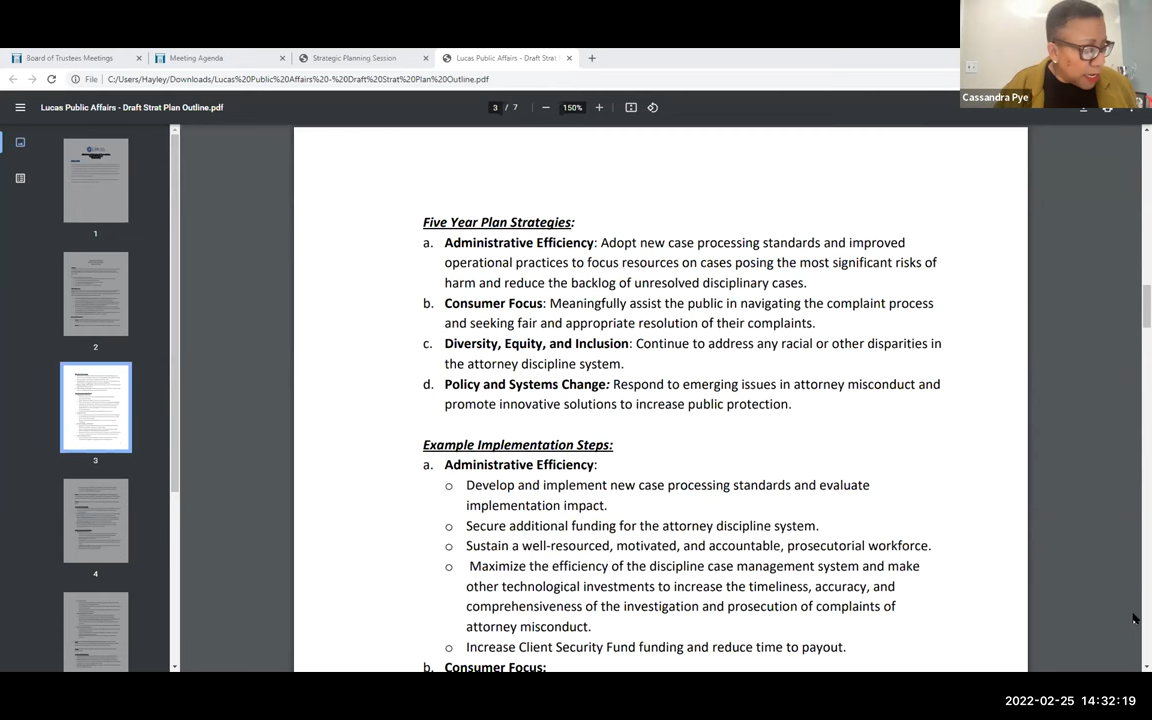 Board of Trustees Meetings
Meeting Agenda
Strategic Planning Session
Lucas Public Affairs - Draft Strat
File
C:/Users/Hayley/Downloads/Lucas%20Public%20Affairs%20-%20Draft%20Strat%20Plan%20Outline.pdf
Cassandra Pye
Lucas Public Affairs - Draft Strat Plan Outline.pdf
3 / 7
150%
Five Year Plan Strategies:
a. Administrative Efficiency: Adopt new case processing standards and improved
operational practices to focus resources on cases posing the most significant risks of
harm and reduce the backlog of unresolved disciplinary cases.
b. Consumer Focus: Meaningfully assist the public in navigating the complaint process
and seeking fair and appropriate resolution of their complaints.
c. Diversity, Equity, and Inclusion: Continue to address any racial or other disparities in
the attorney discipline system.
d. Policy and Systems Change: Respond to emerging issues in attorney misconduct and
promote innovative solutions to increase public protection.
Example Implementation Steps:
a. Administrative Efficiency:
o Develop and implement new case processing standards and evaluate
implementation impact.
o Secure additional funding for the attorney discipline system.
o Sustain a well-resourced, motivated, and accountable, prosecutorial workforce.
o Maximize the efficiency of the discipline case management system and make
other technological investments to increase the timeliness, accuracy, and
comprehensiveness of the investigation and prosecution of complaints of
attorney misconduct.
o Increase Client Security Fund funding and reduce time to payout.
b. Consumer Focus:
1
2
3
4
2022-02-25 14:32:19